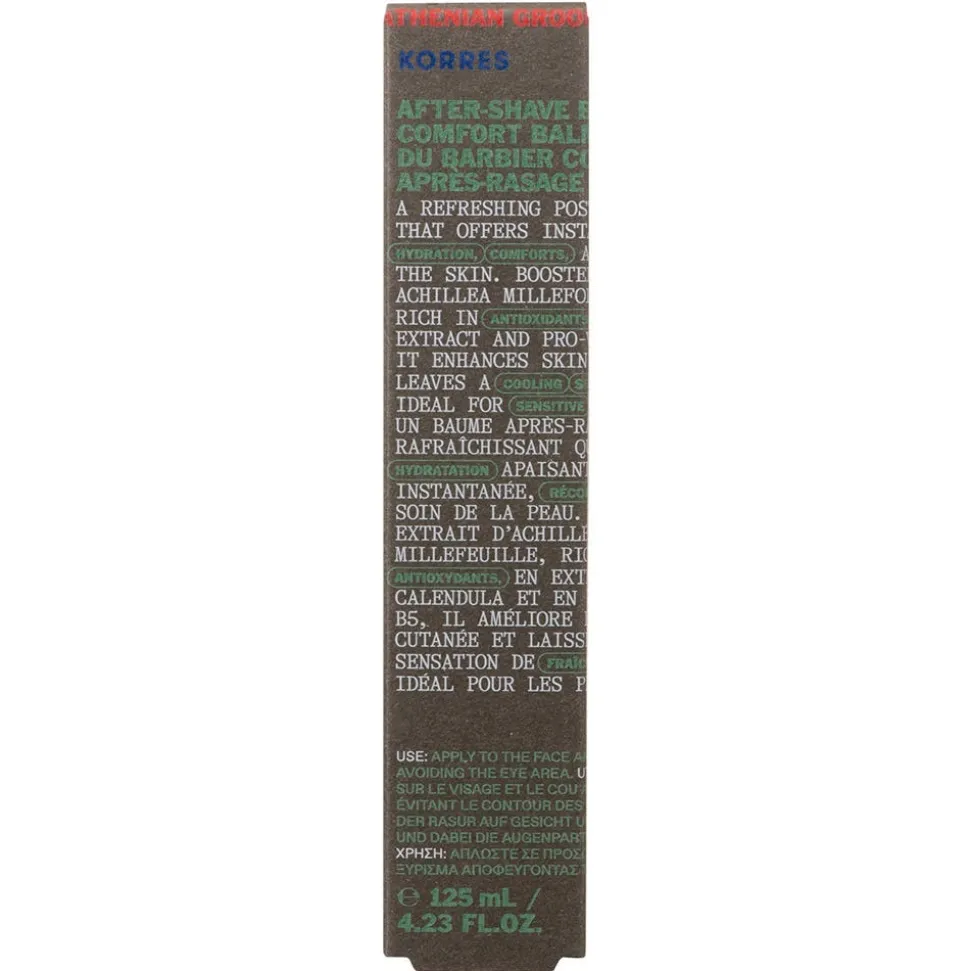 ATHENIAN GROO
KORRES
AFTER-SHAVE B
COMFORT BAL
DU BARBIER CO
APRÈS-RASAGE
A REFRESHING POS
THAT OFFERS INST
HYDRATION, COMFORTS, A
THE SKIN. BOOSTE
ACHILLEA MILLEFO
RICH IN ANTIOXIDANTS
EXTRACT AND PRO-
IT ENHANCES SKIN
LEAVES A COOLING S
IDEAL FOR SENSITIVE
UN BAUME APRÈS-R
RAFRAÎCHISSANT Q
HYDRATATION APAISANT
INSTANTANÉE, RÉCO
SOIN DE LA PEAU.
EXTRAIT D'ACHILLE
MILLEFEUILLE, RIC
ANTIOXYDANTS, EN EXT
CALENDULA ET EN
B5, IL AMÉLIORE
CUTANÉE ET LAISS
SENSATION DE FRAÎC
IDÉAL POUR LES P
USE: APPLY TO THE FACE A
AVOIDING THE EYE AREA. U
SUR LE VISAGE ET LE COU
ÉVITANT LE CONTOUR DES
DER RASUR AUF GESICHT U
UND DABEI DIE AUGENPART
ΧΡΗΣΗ: ΑΠΛΩΣΤΕ ΣΕ ΠΡΟΣ
ΞΥΡΙΣΜΑ ΑΠΟΦΕΥΓΟΝΤΑΣ
℮ 125 mL /
4.23 FL.OZ.